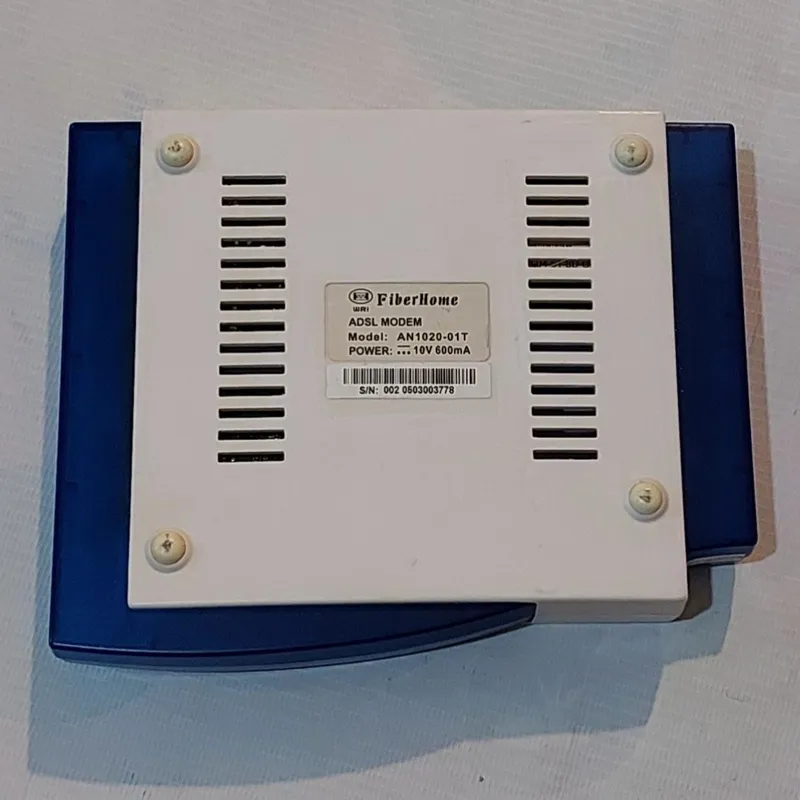 FiberHome
WRI
ADSL MODEM
Model: AN1020-01T
POWER: ⎓ 10V 600mA
S/N: 002 0503003778